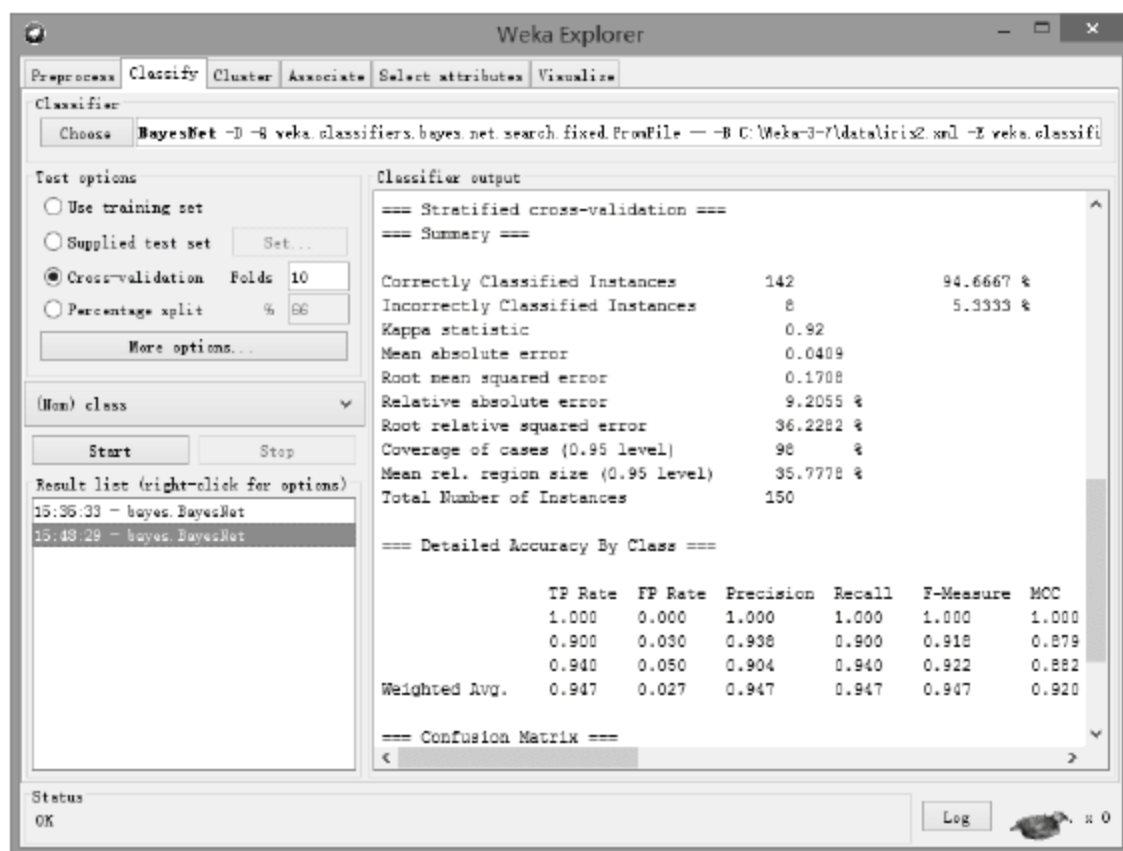 Weka Explorer
Preprocess Classify Cluster Associate Select attributes Visualize
Classifier
Choose BayesNet -D -Q weka.classifiers.bayes.net.search.fixed.FromFile -- -B C:\Weka-3-7\data\iris2.xml -E weka.classifi
Test options
Use training set
Supplied test set Set...
Cross-validation Folds 10
Percentage split % 66
More options...
(Nom) class
Start Stop
Result list (right-click for options)
15:35:33 - bayes.BayesNet
15:48:29 - bayes.BayesNet
Classifier output
=== Stratified cross-validation ===
=== Summary ===
Correctly Classified Instances 142 94.6667 %
Incorrectly Classified Instances 8 5.3333 %
Kappa statistic 0.92
Mean absolute error 0.0409
Root mean squared error 0.1708
Relative absolute error 9.2055 %
Root relative squared error 36.2282 %
Coverage of cases (0.95 level) 98 %
Mean rel. region size (0.95 level) 35.7778 %
Total Number of Instances 150
=== Detailed Accuracy By Class ===
TP Rate FP Rate Precision Recall F-Measure MCC
1.000 0.000 1.000 1.000 1.000 1.000
0.900 0.030 0.938 0.900 0.918 0.879
0.940 0.050 0.904 0.940 0.922 0.882
Weighted Avg. 0.947 0.027 0.947 0.947 0.947 0.920
=== Confusion Matrix ===
Status
OK
Log x 0